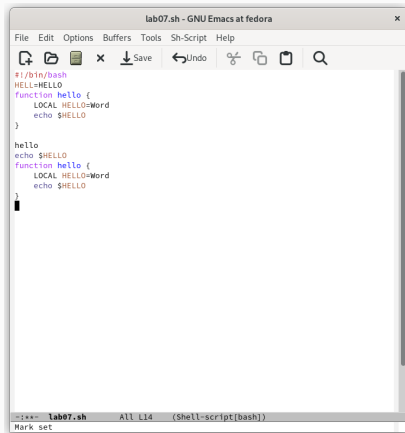 lab07.sh - GNU Emacs at fedora
File Edit Options Buffers Tools Sh-Script Help
Save Undo
#!/bin/bash
HELL=HELLO
function hello {
    LOCAL HELLO=Word
    echo $HELLO
}
hello
echo $HELLO
function hello {
    LOCAL HELLO=Word
    echo $HELLO
}
-:**- lab07.sh All L14 (Shell-script[bash])
Mark set